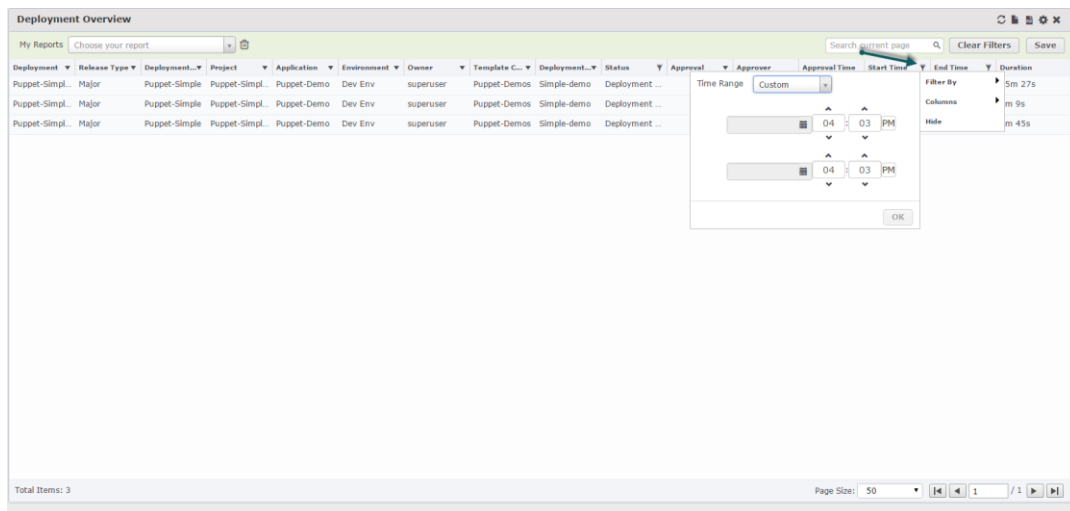 Deployment Overview
My Reports Choose your report Search current page Clear Filters Save
Deployment Release Type Deployment... Project Application Environment Owner Template C... Deployment... Status Approval Approver Approval Time Start Time End Time Duration
Puppet-Simpl... Major Puppet-Simple Puppet-Simpl... Puppet-Demo Dev Env superuser Puppet-Demos Simple-demo Deployment ... 5m 27s
Puppet-Simpl... Major Puppet-Simple Puppet-Simpl... Puppet-Demo Dev Env superuser Puppet-Demos Simple-demo Deployment ... m 9s
Puppet-Simpl... Major Puppet-Simple Puppet-Simpl... Puppet-Demo Dev Env superuser Puppet-Demos Simple-demo Deployment ... m 45s
Time Range Custom
04 : 03 PM
04 : 03 PM
OK
Filter By
Columns
Hide
Total Items: 3 Page Size: 50 1 / 1